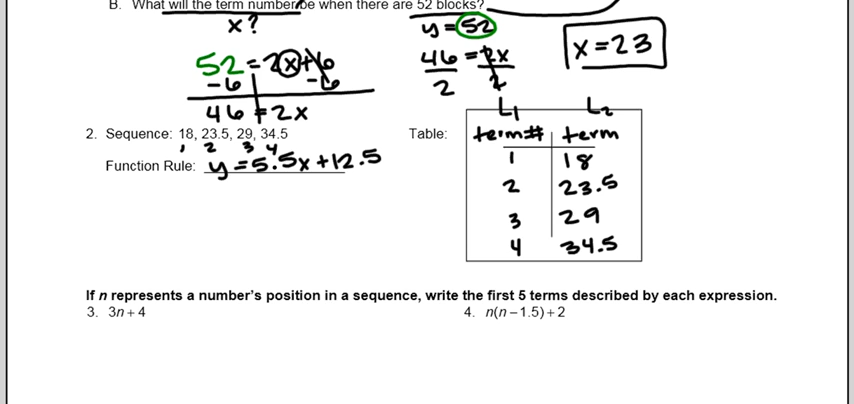 B. What will the term number be when there are 52 blocks?
x?
y = 52
52 = 2x + 6
-6 | -6
46 = 2x
46 = 2x
2 2
x = 23
2. Sequence: 18, 23.5, 29, 34.5
1 2 3 4
Function Rule: y = 5.5x + 12.5
Table:
L1 L2
term# term
1 18
2 23.5
3 29
4 34.5
If n represents a number's position in a sequence, write the first 5 terms described by each expression.
3. 3n + 4
4. n(n – 1.5) + 2